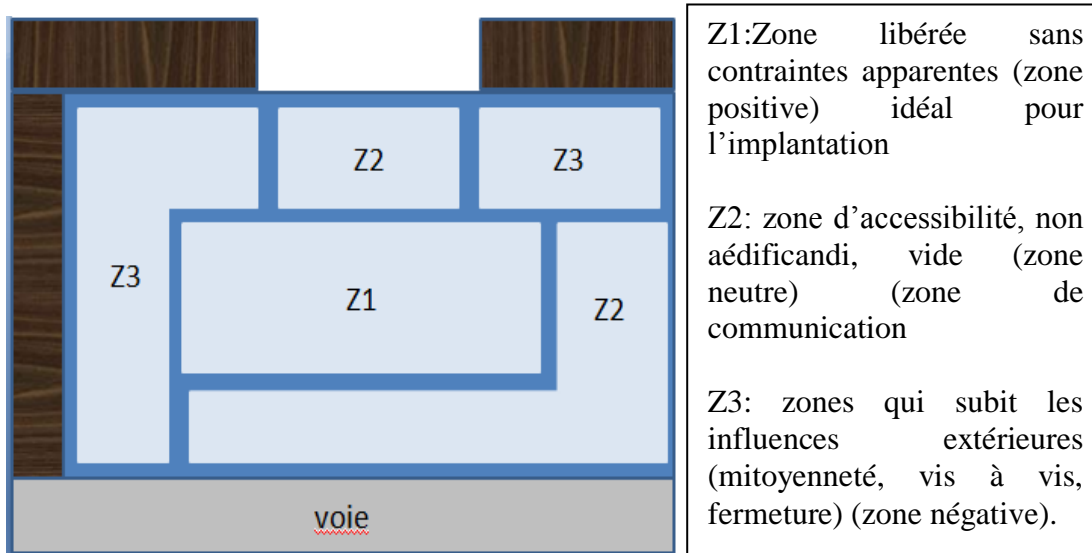 Z2
Z3
Z3
Z1
Z2
voie
Z1:Zone libérée sans
contraintes apparentes (zone
positive) idéal pour
l’implantation
Z2: zone d’accessibilité, non
aédificandi, vide (zone
neutre) (zone de
communication
Z3: zones qui subit les
influences extérieures
(mitoyenneté, vis à vis,
fermeture) (zone négative).